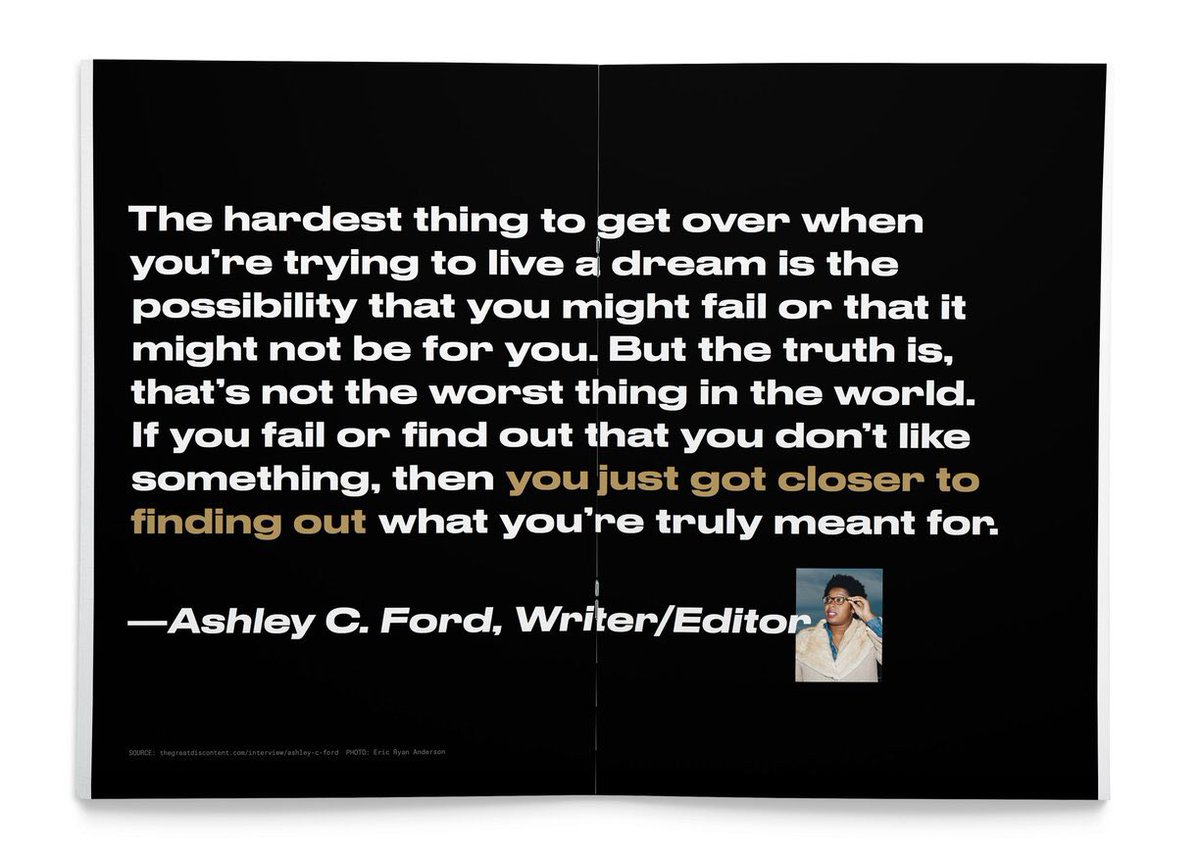 The hardest thing to get over when
you’re trying to live a dream is the
possibility that you might fail or that it
might not be for you. But the truth is,
that’s not the worst thing in the world.
If you fail or find out that you don’t like
something, then you just got closer to
finding out what you’re truly meant for.
—Ashley C. Ford, Writer/Editor
SOURCE: thegreatdiscontent.com/interview/ashley-c-ford PHOTO: Eric Ryan Anderson